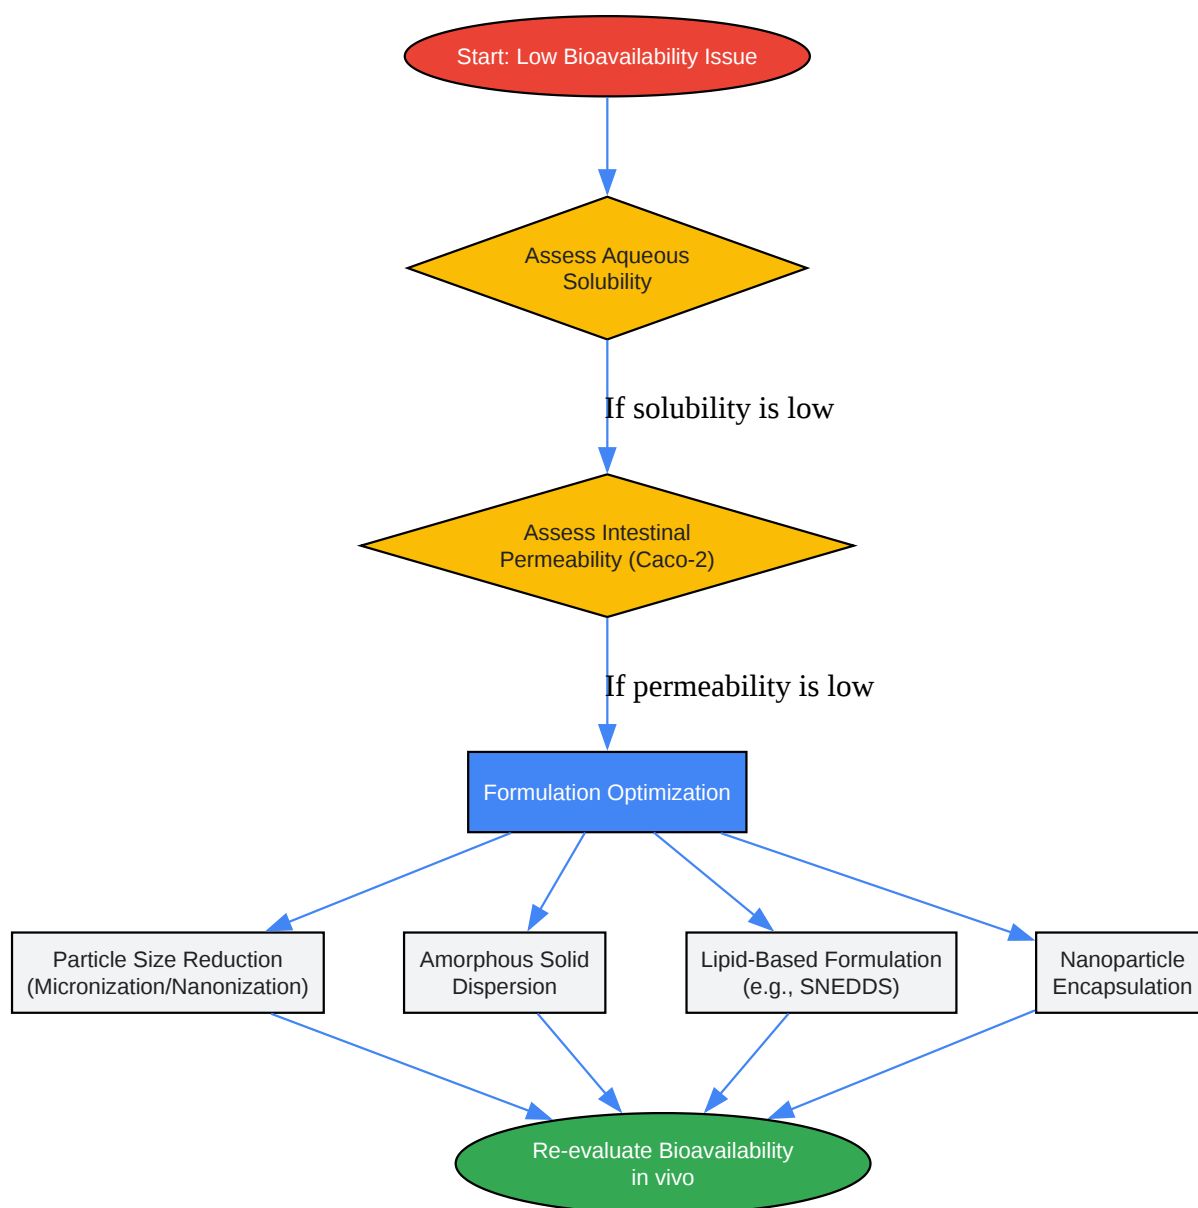 Start: Low Bioavailability Issue
Assess Aqueous
Solubility
If solubility is low
Assess Intestinal
Permeability (Caco-2)
If permeability is low
Formulation Optimization
Particle Size Reduction
(Micronization/Nanonization)
Amorphous Solid
Dispersion
Lipid-Based Formulation
(e.g., SNEDDS)
Nanoparticle
Encapsulation
Re-evaluate Bioavailability
in vivo